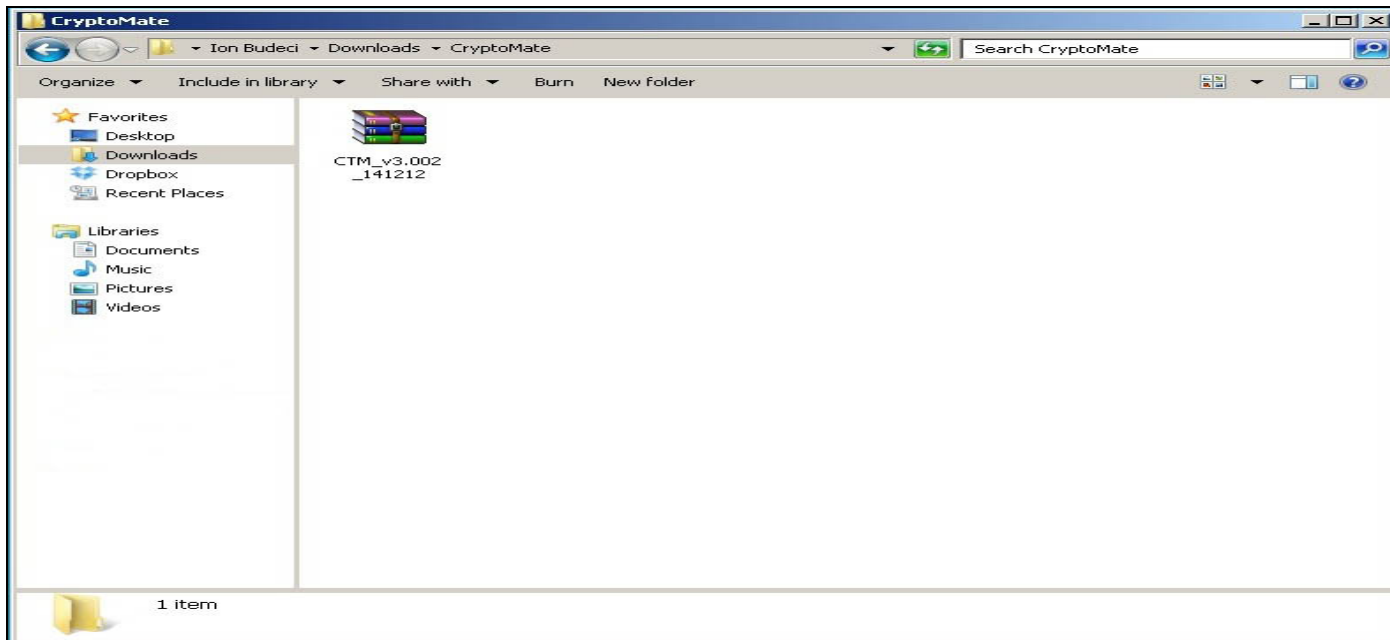 CryptoMate
Ion Budeci Downloads CryptoMate
Search CryptoMate
Organize Include in library Share with Burn New folder
Favorites
Desktop
Downloads
Dropbox
Recent Places
Libraries
Documents
Music
Pictures
Videos
CTM_v3.002
_141212
1 item